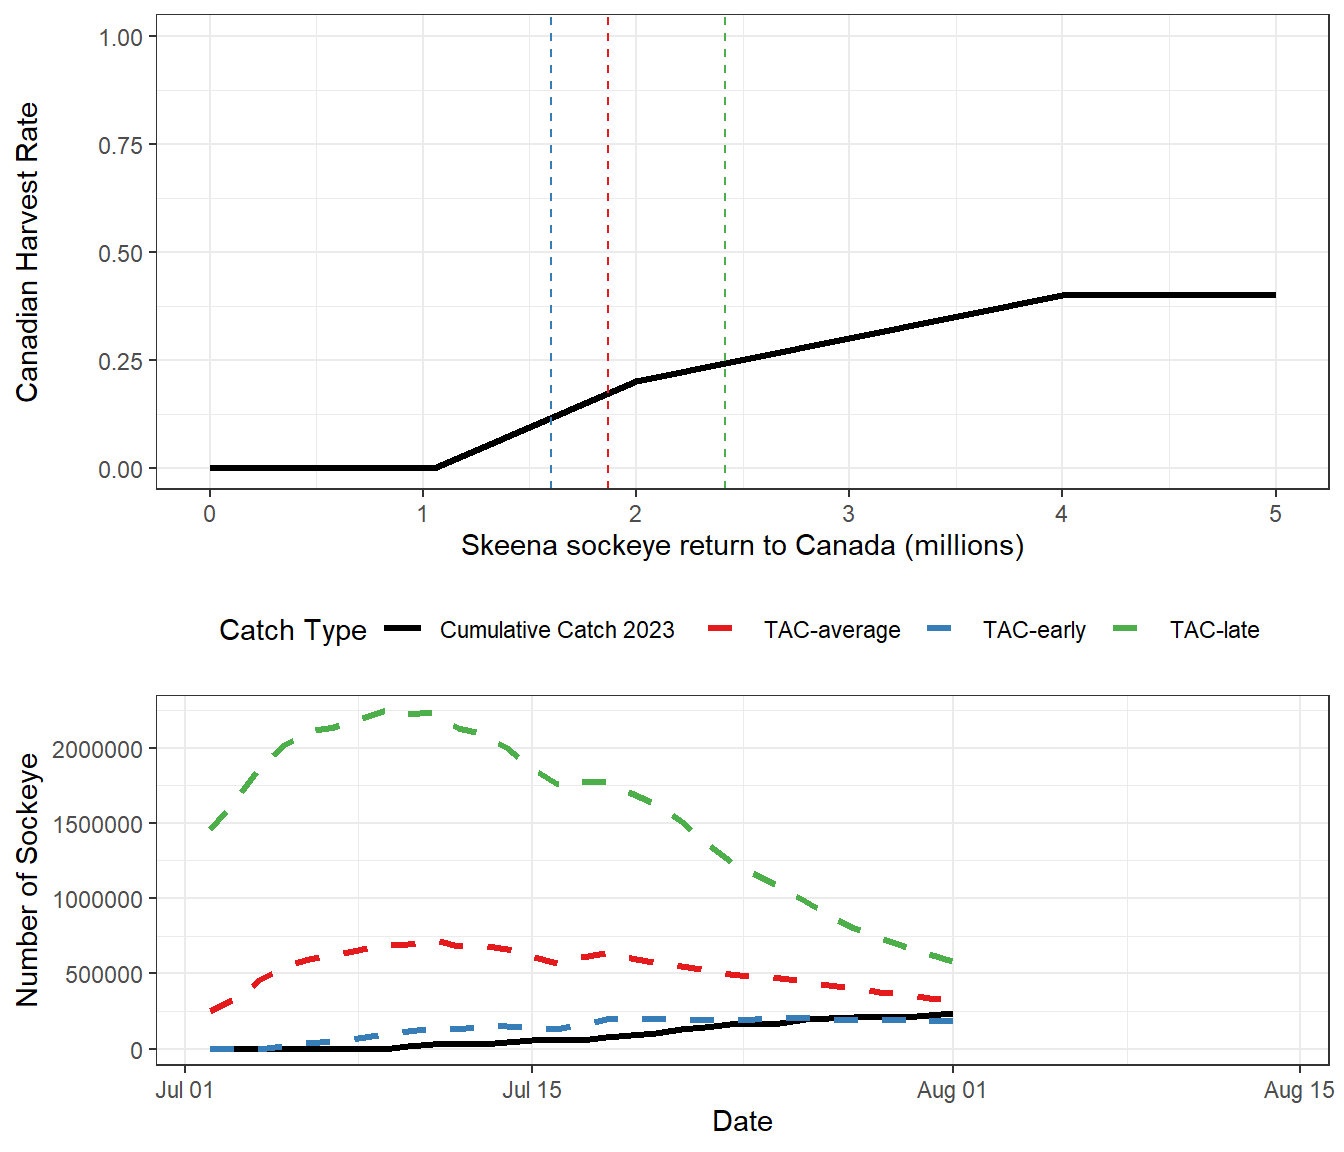 Canadian Harvest Rate
1.00
0.75
0.50
0.25
0.00
0 1 2 3 4 5
Skeena sockeye return to Canada (millions)
Catch Type Cumulative Catch 2023 TAC-average TAC-early TAC-late
Number of Sockeye
2000000
1500000
1000000
500000
0
Jul 01 Jul 15 Aug 01 Aug 15
Date